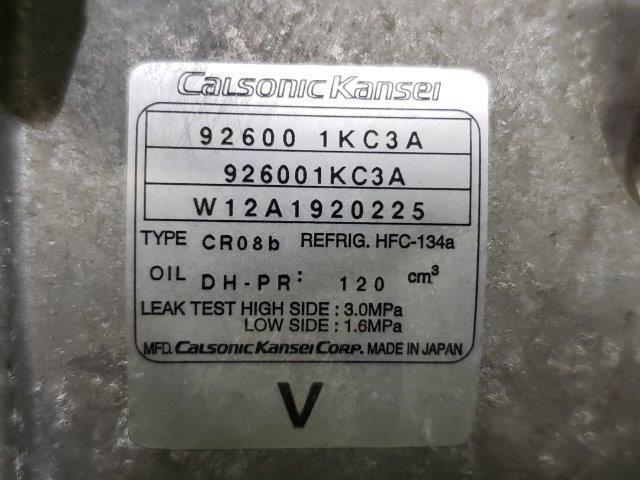 Calsonic Kansei
92600 1KC3A
926001KC3A
W12A1920225
TYPE CR08b REFRIG. HFC-134a
OIL DH-PR: 120 cm³
LEAK TEST HIGH SIDE : 3.0MPa
LOW SIDE : 1.6MPa
MFD. Calsonic Kansei Corp. MADE IN JAPAN
V